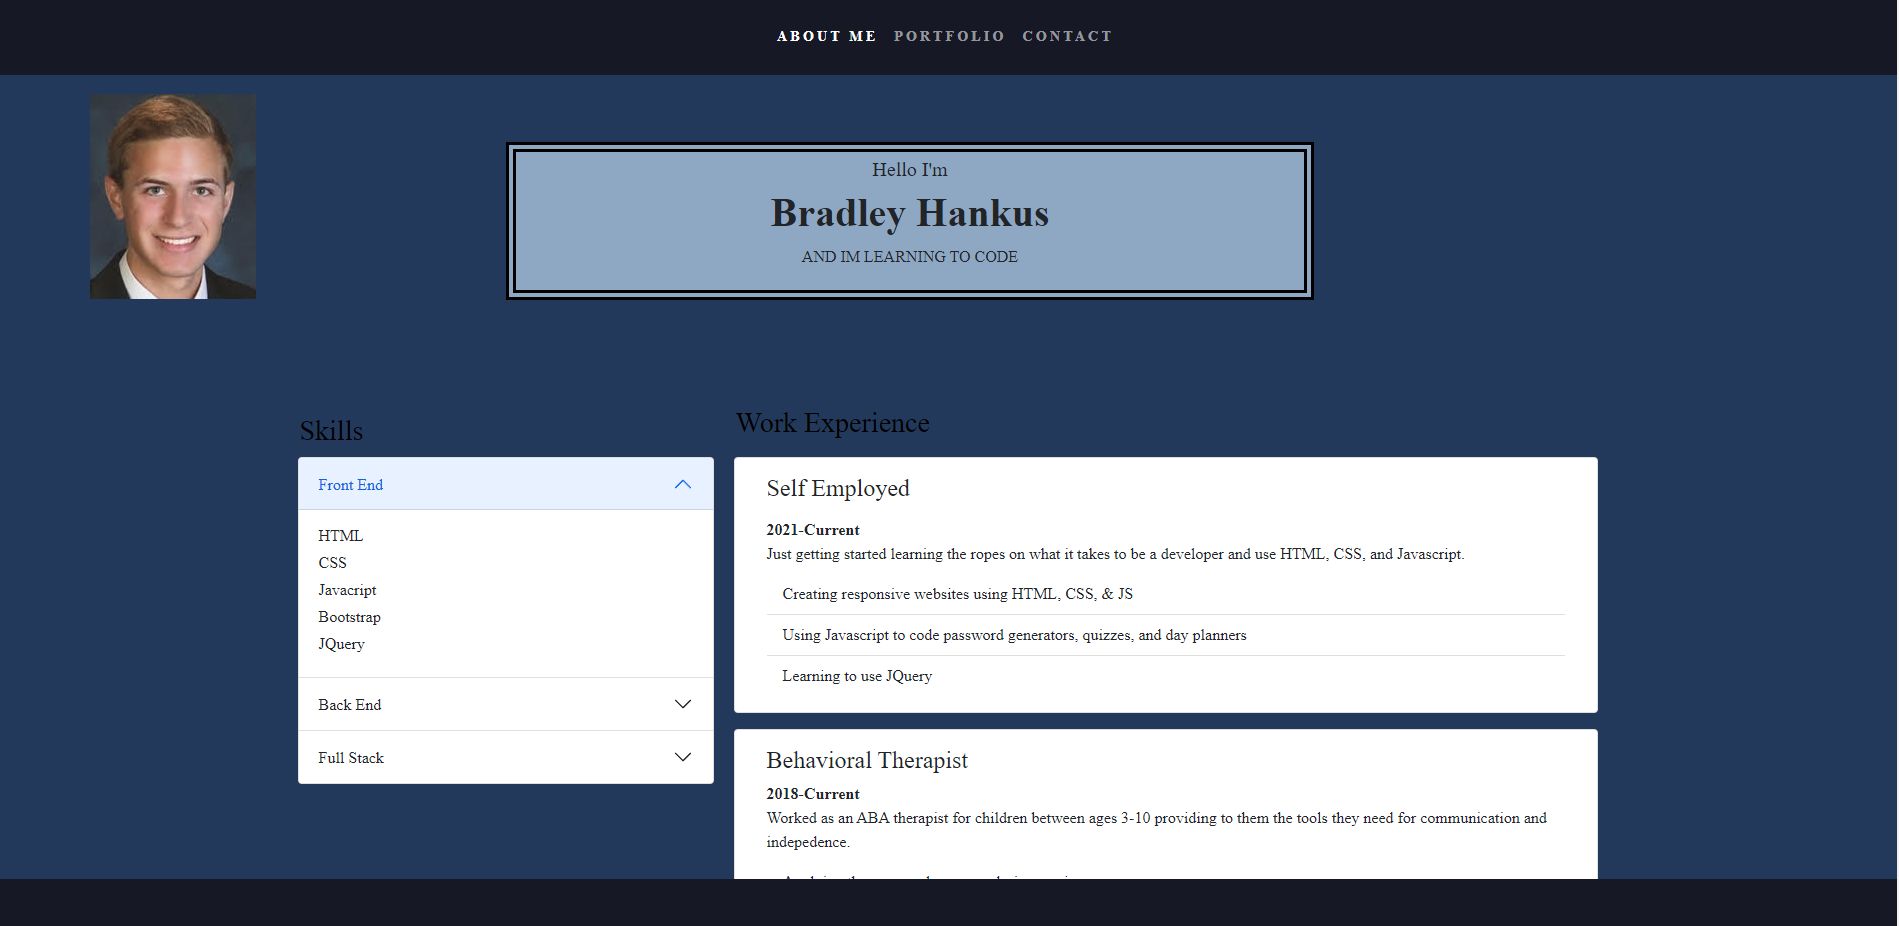 ABOUT ME PORTFOLIO CONTACT
Hello I'm
Bradley Hankus
AND IM LEARNING TO CODE
Skills
Front End
HTML
CSS
Javacript
Bootstrap
JQuery
Back End
Full Stack
Work Experience
Self Employed
2021-Current
Just getting started learning the ropes on what it takes to be a developer and use HTML, CSS, and Javascript.
Creating responsive websites using HTML, CSS, & JS
Using Javascript to code password generators, quizzes, and day planners
Learning to use JQuery
Behavioral Therapist
2018-Current
Worked as an ABA therapist for children between ages 3-10 providing to them the tools they need for communication and
indepedence.